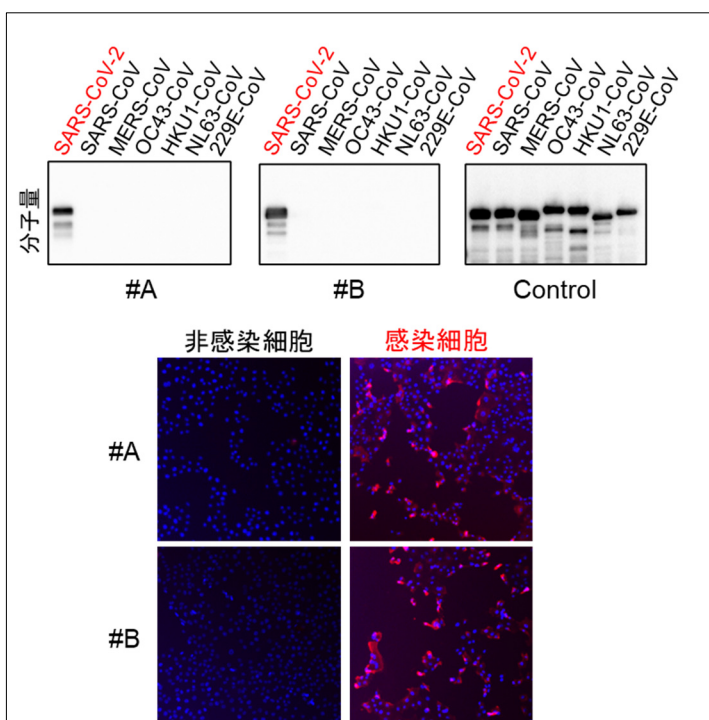 SARS-CoV-2
SARS-CoV
MERS-CoV
OC43-CoV
HKU1-CoV
NL63-CoV
229E-CoV
SARS-CoV-2
SARS-CoV
MERS-CoV
OC43-CoV
HKU1-CoV
NL63-CoV
229E-CoV
SARS-CoV-2
SARS-CoV
MERS-CoV
OC43-CoV
HKU1-CoV
NL63-CoV
229E-CoV
分子量
#A
#B
Control
非感染細胞
感染細胞
#A
#B